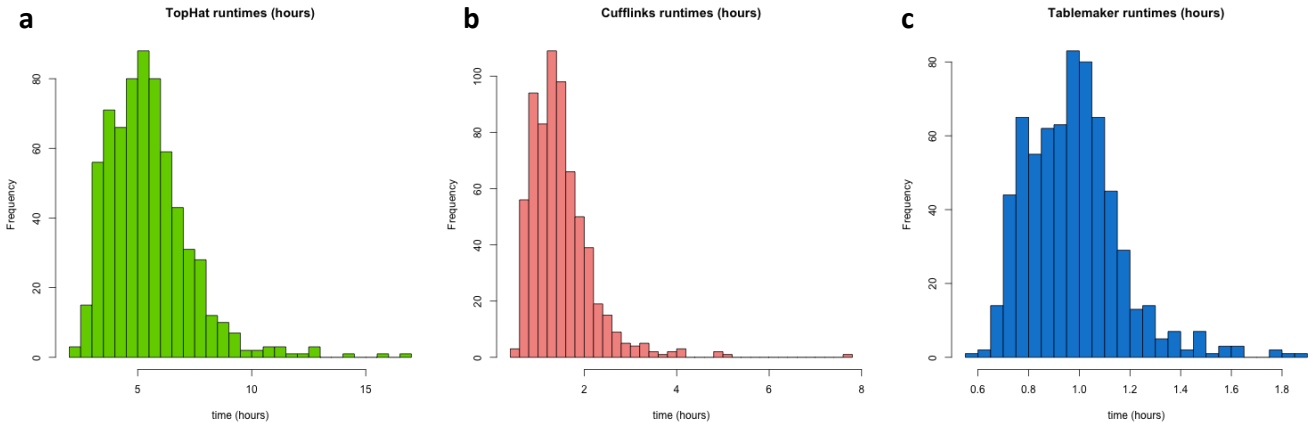 a
TopHat runtimes (hours)
Frequency
0 20 40 60 80
5 10 15
time (hours)
b
Cufflinks runtimes (hours)
Frequency
0 20 40 60 80 100
2 4 6 8
time (hours)
c
Tablemaker runtimes (hours)
Frequency
0 20 40 60 80
0.6 0.8 1.0 1.2 1.4 1.6 1.8
time (hours)